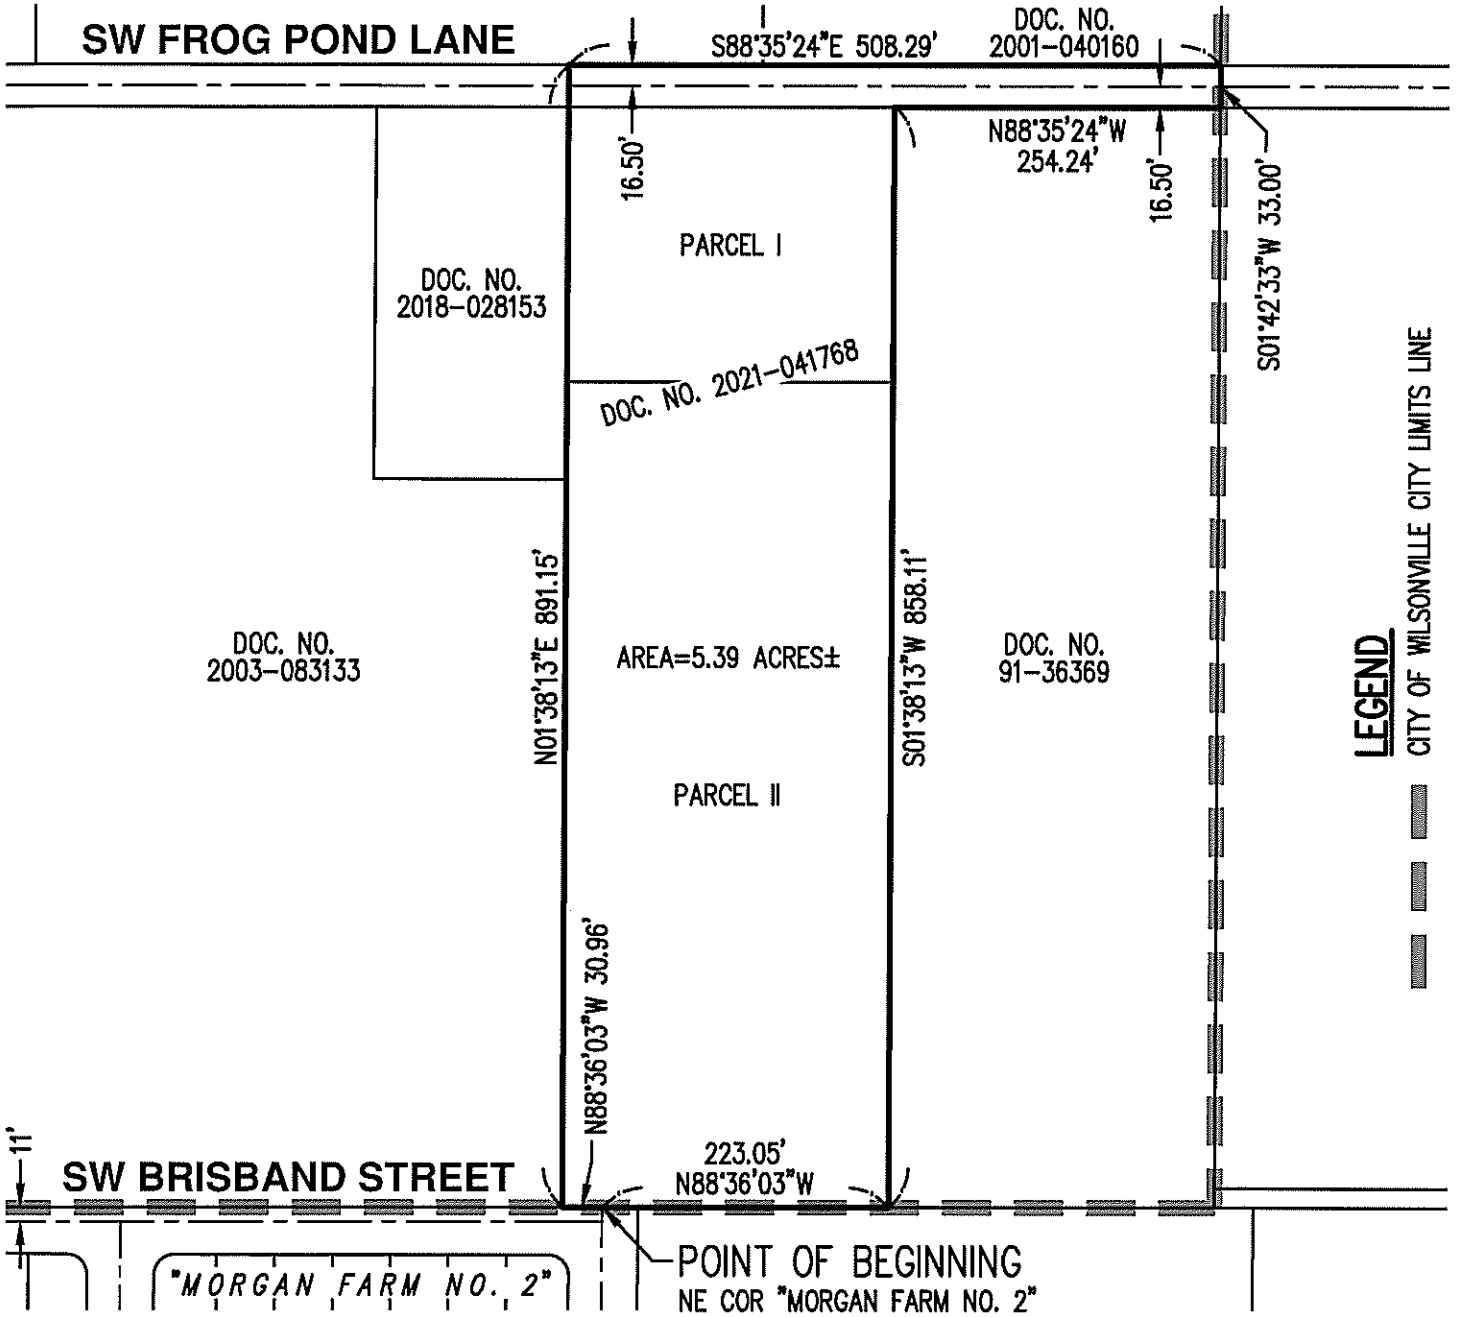 SW FROG POND LANE
S88°35'24"E 508.29'
DOC. NO.
2001-040160
16.50'
N88°35'24"W
254.24'
16.50'
S01°42'33"W 33.00'
PARCEL I
DOC. NO.
2018-028153
DOC. NO. 2021-041768
N01°38'13"E 891.15'
S01°38'13"W 858.11'
DOC. NO.
2003-083133
AREA=5.39 ACRES±
DOC. NO.
91-36369
PARCEL II
LEGEND
CITY OF WILSONVILLE CITY LIMITS LINE
N88°36'03"W 30.96'
11'
SW BRISBAND STREET
223.05'
N88°36'03"W
POINT OF BEGINNING
NE COR "MORGAN FARM NO. 2"
"MORGAN FARM NO. 2"